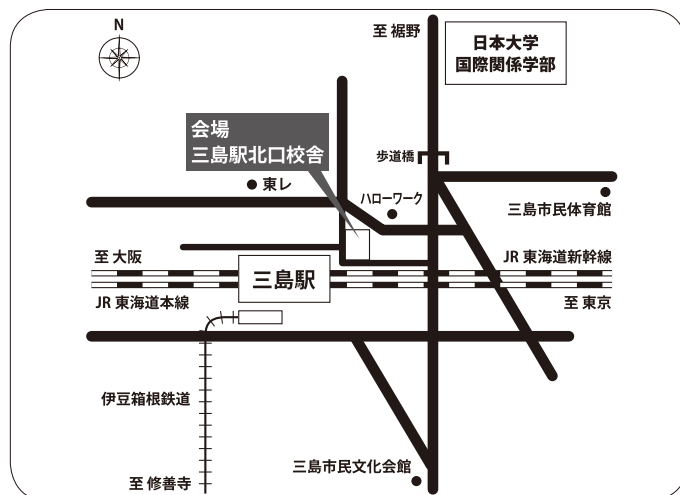 N
至 裾野
日本大学
国際関係学部
会場
三島駅北口校舎
歩道橋
東レ
ハローワーク
三島市民体育館
至 大阪
JR 東海道新幹線
三島駅
JR 東海道本線
至 東京
伊豆箱根鉄道
三島市民文化会館
至 修善寺